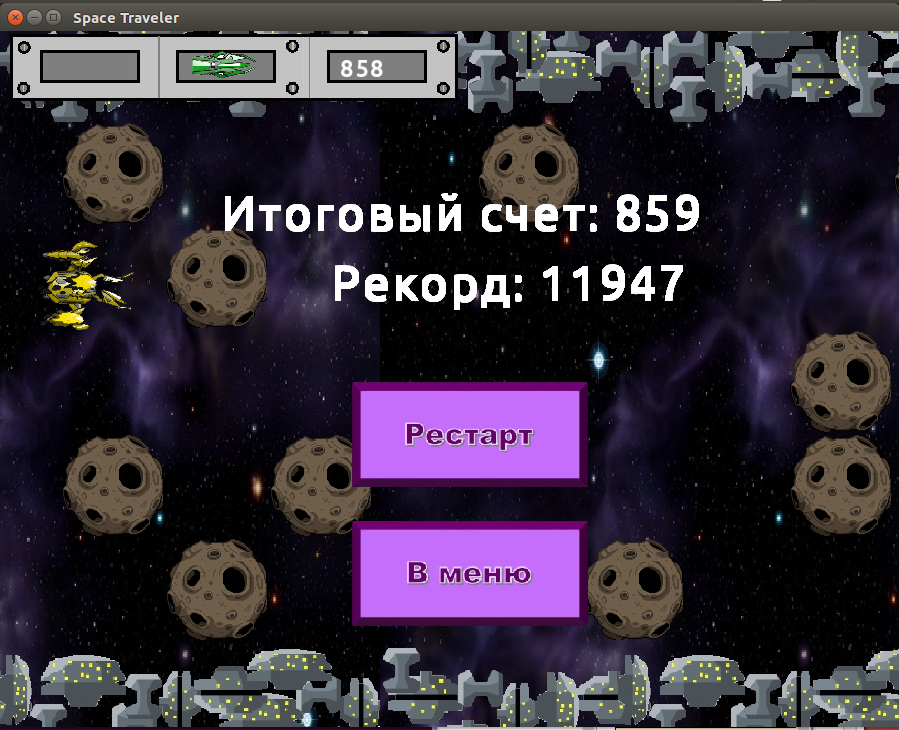 Space Traveler
858
Итоговый счет: 859
Рекорд: 11947
Рестарт
В меню